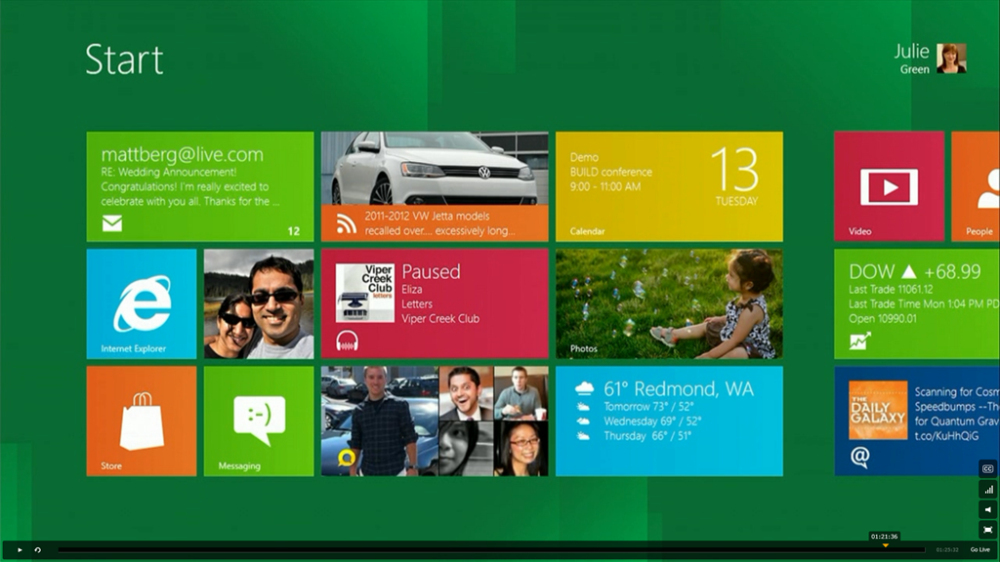 Start
Julie
Green
mattberg@live.com
RE: Wedding Announcement!
Congratulations! I'm really excited to
celebrate with you all. Thanks for the ...
12
2011-2012 VW Jetta models
recalled over.... excessively long...
Demo
BUILD conference
9:00 - 11:00 AM
13
TUESDAY
Calendar
Video
People
Internet Explorer
Viper
Creek
Club
letters
Paused
Eliza
Letters
Viper Creek Club
Photos
DOW ▲ +68.99
Last Trade 11061.12
Last Trade Time Mon 1:04 PM PD
Open 10990.01
Store
:-)
Messaging
61° Redmond, WA
Tomorrow 73° / 52°
Wednesday 69° / 52°
Thursday 66° / 51°
THE
DAILY
GALAXY
Scanning for Cosm
Speedbumps --Th
for Quantum Grav
t.co/KuHhQiG
@
CC
01:21:36
01:25:22
Go Live